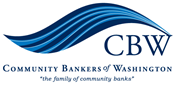 CBW
COMMUNITY BANKERS of WASHINGTON
"the family of community banks"